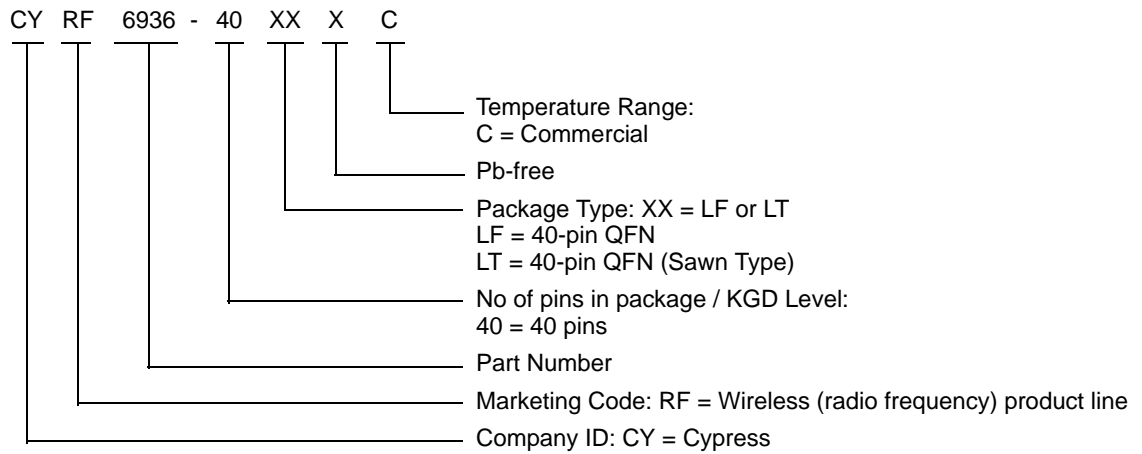 CY RF 6936 - 40 XX X C
Temperature Range:
C = Commercial
Pb-free
Package Type: XX = LF or LT
LF = 40-pin QFN
LT = 40-pin QFN (Sawn Type)
No of pins in package / KGD Level:
40 = 40 pins
Part Number
Marketing Code: RF = Wireless (radio frequency) product line
Company ID: CY = Cypress